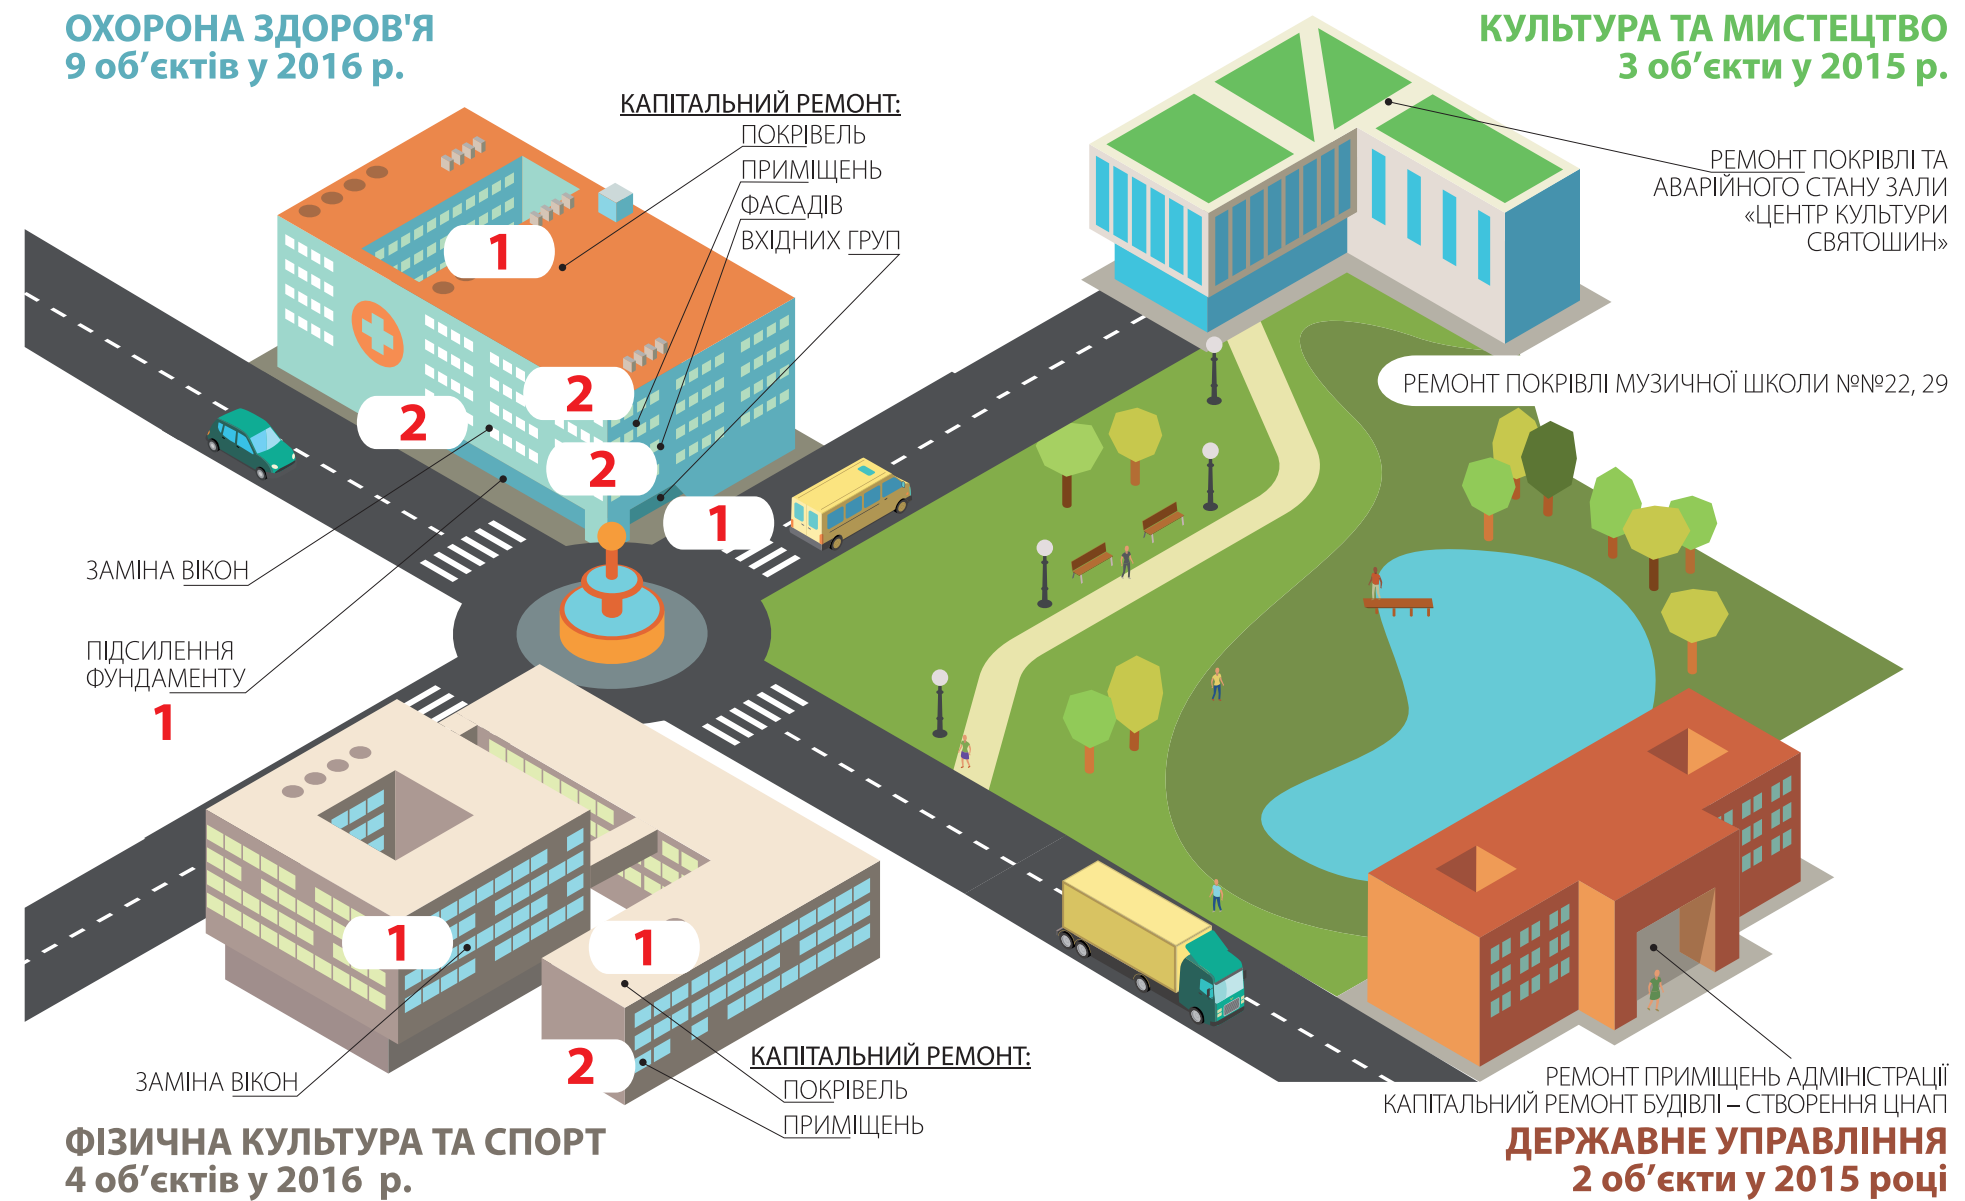 ОХОРОНА ЗДОРОВ'Я
9 об’єктів у 2016 р.
КАПІТАЛЬНИЙ РЕМОНТ:
ПОКРІВЕЛЬ
ПРИМІЩЕНЬ
ФАСАДІВ
ВХІДНИХ ГРУП
1
2
2
2
1
ЗАМІНА ВІКОН
ПІДСИЛЕННЯ
ФУНДАМЕНТУ
1
КУЛЬТУРА ТА МИСТЕЦТВО
3 об’єкти у 2015 р.
РЕМОНТ ПОКРІВЛІ ТА
АВАРІЙНОГО СТАНУ ЗАЛИ
«ЦЕНТР КУЛЬТУРИ
СВЯТОШИН»
РЕМОНТ ПОКРІВЛІ МУЗИЧНОЇ ШКОЛИ №№22, 29
1
1
2
ЗАМІНА ВІКОН
КАПІТАЛЬНИЙ РЕМОНТ:
ПОКРІВЕЛЬ
ПРИМІЩЕНЬ
ФІЗИЧНА КУЛЬТУРА ТА СПОРТ
4 об’єктів у 2016 р.
РЕМОНТ ПРИМІЩЕНЬ АДМІНІСТРАЦІЇ
КАПІТАЛЬНИЙ РЕМОНТ БУДІВЛІ – СТВОРЕННЯ ЦНАП
ДЕРЖАВНЕ УПРАВЛІННЯ
2 об’єкти у 2015 році